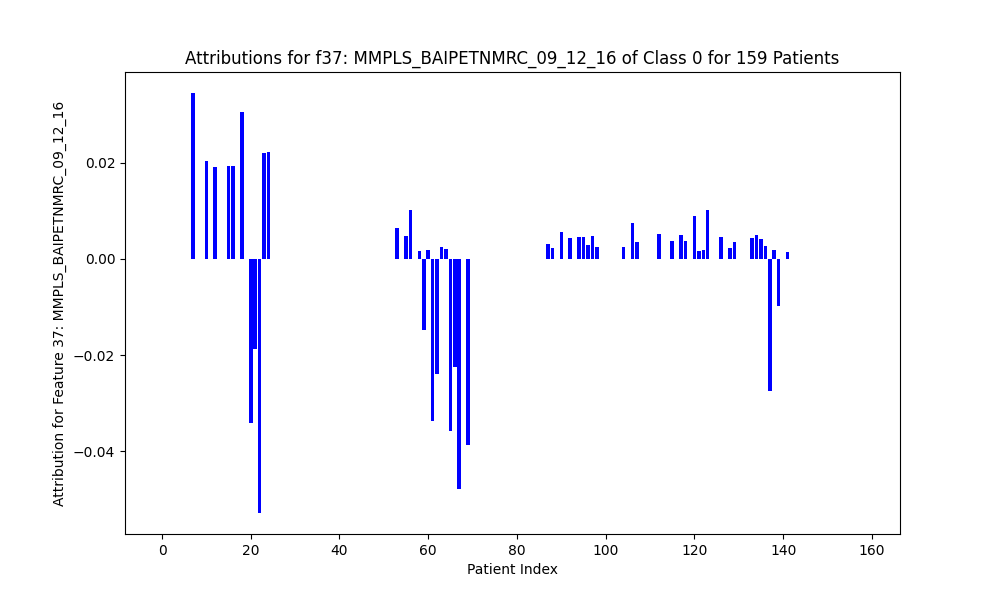 Attributions for f37: MMPLS_BAIPETNMRC_09_12_16 of Class 0 for 159 Patients
Attribution for Feature 37: MMPLS_BAIPETNMRC_09_12_16
0.02
0.00
−0.02
−0.04
0 20 40 60 80 100 120 140 160
Patient Index